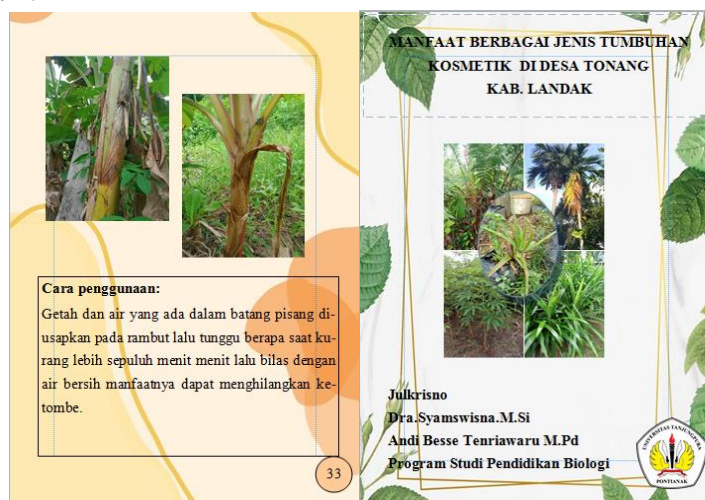 Cara penggunaan:
Getah dan air yang ada dalam batang pisang di-
usapkan pada rambut lalu tunggu berapa saat ku-
rang lebih sepuluh menit menit lalu bilas dengan
air bersih manfaatnya dapat menghilangkan ke-
tombe.
33
MANFAAT BERBAGAI JENIS TUMBUHAN
KOSMETIK DI DESA TONANG
KAB. LANDAK
Julkrisno
Dra.Syamswisna.M.Si
Andi Besse Tenriawaru M.Pd
Program Studi Pendidikan Biologi
UNIVERSITAS TANJUNGPURA
PONTIANAK